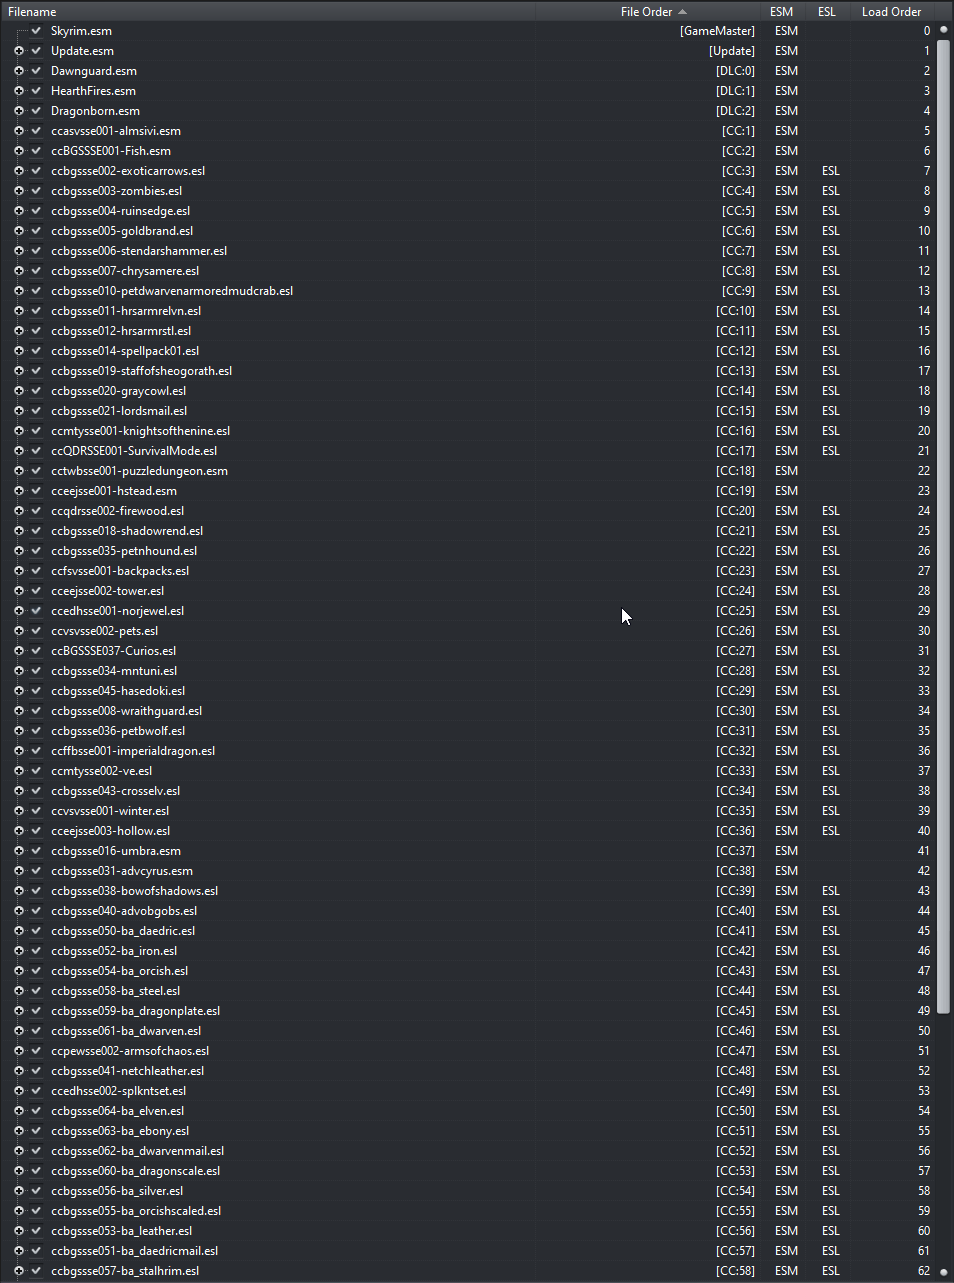 Filename File Order ESM ESL Load Order
Skyrim.esm [GameMaster] ESM 0
Update.esm [Update] ESM 1
Dawnguard.esm [DLC:0] ESM 2
HearthFires.esm [DLC:1] ESM 3
Dragonborn.esm [DLC:2] ESM 4
ccasvsse001-almsivi.esm [CC:1] ESM 5
ccBGSSSE001-Fish.esm [CC:2] ESM 6
ccbgssse002-exoticarrows.esl [CC:3] ESM ESL 7
ccbgssse003-zombies.esl [CC:4] ESM ESL 8
ccbgssse004-ruinsedge.esl [CC:5] ESM ESL 9
ccbgssse005-goldbrand.esl [CC:6] ESM ESL 10
ccbgssse006-stendarshammer.esl [CC:7] ESM ESL 11
ccbgssse007-chrysamere.esl [CC:8] ESM ESL 12
ccbgssse010-petdwarvenarmoredmudcrab.esl [CC:9] ESM ESL 13
ccbgssse011-hrsarmrelvn.esl [CC:10] ESM ESL 14
ccbgssse012-hrsarmrstl.esl [CC:11] ESM ESL 15
ccbgssse014-spellpack01.esl [CC:12] ESM ESL 16
ccbgssse019-staffofsheogorath.esl [CC:13] ESM ESL 17
ccbgssse020-graycowl.esl [CC:14] ESM ESL 18
ccbgssse021-lordsmail.esl [CC:15] ESM ESL 19
ccmtysse001-knightsofthenine.esl [CC:16] ESM ESL 20
ccQDRSSE001-SurvivalMode.esl [CC:17] ESM ESL 21
cctwbsse001-puzzledungeon.esm [CC:18] ESM 22
cceejsse001-hstead.esm [CC:19] ESM 23
ccqdrsse002-firewood.esl [CC:20] ESM ESL 24
ccbgssse018-shadowrend.esl [CC:21] ESM ESL 25
ccbgssse035-petnhound.esl [CC:22] ESM ESL 26
ccfsvsse001-backpacks.esl [CC:23] ESM ESL 27
cceejsse002-tower.esl [CC:24] ESM ESL 28
ccedhsse001-norjewel.esl [CC:25] ESM ESL 29
ccvsvsse002-pets.esl [CC:26] ESM ESL 30
ccBGSSSE037-Curios.esl [CC:27] ESM ESL 31
ccbgssse034-mntuni.esl [CC:28] ESM ESL 32
ccbgssse045-hasedoki.esl [CC:29] ESM ESL 33
ccbgssse008-wraithguard.esl [CC:30] ESM ESL 34
ccbgssse036-petbwolf.esl [CC:31] ESM ESL 35
ccffbsse001-imperialdragon.esl [CC:32] ESM ESL 36
ccmtysse002-ve.esl [CC:33] ESM ESL 37
ccbgssse043-crosselv.esl [CC:34] ESM ESL 38
ccvsvsse001-winter.esl [CC:35] ESM ESL 39
cceejsse003-hollow.esl [CC:36] ESM ESL 40
ccbgssse016-umbra.esm [CC:37] ESM 41
ccbgssse031-advcyrus.esm [CC:38] ESM 42
ccbgssse038-bowofshadows.esl [CC:39] ESM ESL 43
ccbgssse040-advobgobs.esl [CC:40] ESM ESL 44
ccbgssse050-ba_daedric.esl [CC:41] ESM ESL 45
ccbgssse052-ba_iron.esl [CC:42] ESM ESL 46
ccbgssse054-ba_orcish.esl [CC:43] ESM ESL 47
ccbgssse058-ba_steel.esl [CC:44] ESM ESL 48
ccbgssse059-ba_dragonplate.esl [CC:45] ESM ESL 49
ccbgssse061-ba_dwarven.esl [CC:46] ESM ESL 50
ccpewsse002-armsofchaos.esl [CC:47] ESM ESL 51
ccbgssse041-netchleather.esl [CC:48] ESM ESL 52
ccedhsse002-splkntset.esl [CC:49] ESM ESL 53
ccbgssse064-ba_elven.esl [CC:50] ESM ESL 54
ccbgssse063-ba_ebony.esl [CC:51] ESM ESL 55
ccbgssse062-ba_dwarvenmail.esl [CC:52] ESM ESL 56
ccbgssse060-ba_dragonscale.esl [CC:53] ESM ESL 57
ccbgssse056-ba_silver.esl [CC:54] ESM ESL 58
ccbgssse055-ba_orcishscaled.esl [CC:55] ESM ESL 59
ccbgssse053-ba_leather.esl [CC:56] ESM ESL 60
ccbgssse051-ba_daedricmail.esl [CC:57] ESM ESL 61
ccbgssse057-ba_stalhrim.esl [CC:58] ESM ESL 62